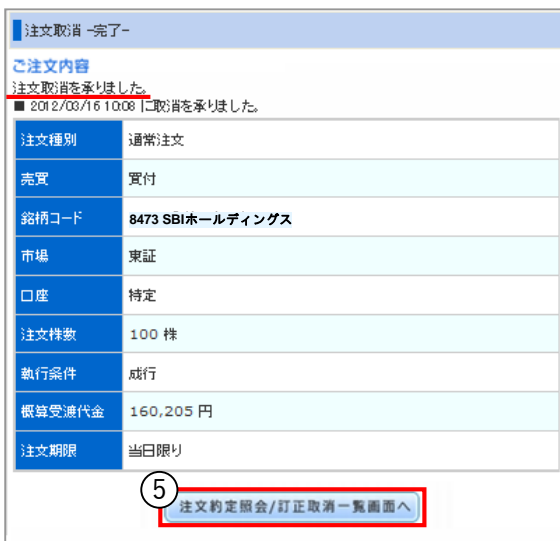 注文取消 -完了-
ご注文内容
注文取消を承りました。
■ 2012/03/16 10:08 に取消を承りました。
注文種別 通常注文
売買 買付
銘柄コード 8473 SBIホールディングス
市場 東証
口座 特定
注文株数 100 株
執行条件 成行
概算受渡代金 160,205 円
注文期限 当日限り
⑤ 注文約定照会/訂正取消一覧画面へ